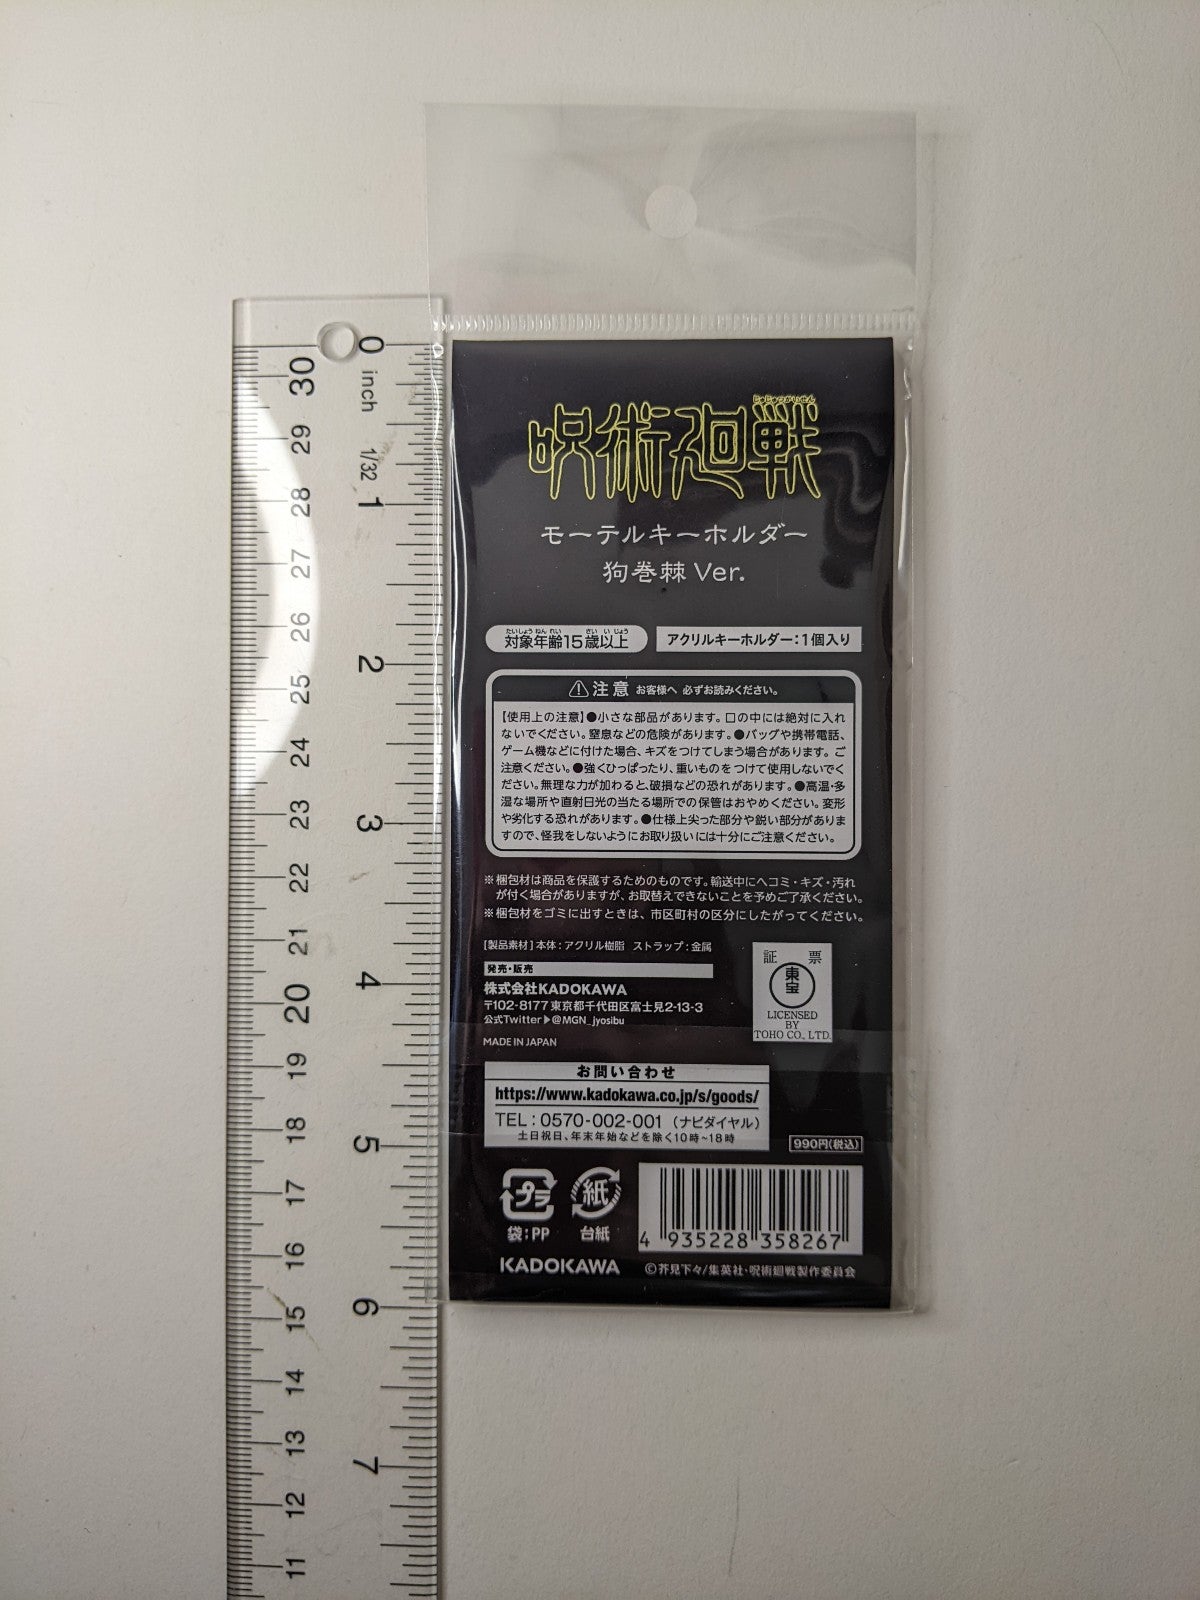 じゅじゅつかいせん
呪術廻戦
モーテルキーホルダー
狗巻棘 Ver.
たいしょう ねん れい さい い じょう
対象年齢15歳以上
アクリルキーホルダー：1個入り
注意 お客様へ 必ずお読みください。
【使用上の注意】●小さな部品があります。口の中には絶対に入れ
ないでください。窒息などの危険があります。●バッグや携帯電話、
ゲーム機などに付けた場合、キズをつけてしまう場合があります。ご
注意ください。●強くひっぱったり、重いものをつけて使用しないでく
ださい。無理な力が加わると、破損などの恐れがあります。●高温・多
湿な場所や直射日光の当たる場所での保管はおやめください。変形
や劣化する恐れがあります。●仕様上尖った部分や鋭い部分がありま
すので、怪我をしないようにお取り扱いには十分にご注意ください。
※梱包材は商品を保護するためのものです。輸送中にヘコミ・キズ・汚れ
が付く場合がありますが、お取替えできないことを予めご了承ください。
※梱包材をゴミに出すときは、市区町村の区分にしたがってください。
［製品素材］本体：アクリル樹脂 ストラップ：金属
発売・販売
株式会社KADOKAWA
〒102-8177 東京都千代田区富士見2-13-3
公式Twitter▶@MGN_jyosibu
MADE IN JAPAN
証 票
東宝
LICENSED
BY
TOHO CO., LTD.
お問い合わせ
https://www.kadokawa.co.jp/s/goods/
TEL：0570-002-001（ナビダイヤル）
土日祝日、年末年始などを除く10時~18時
990円(税込)
プラ
袋：PP
紙
台紙
4 935228 358267
KADOKAWA
©芥見下々/集英社・呪術廻戦製作委員会
0 inch 1/32 1 2 3 4 5 6 7
30 29 28 27 26 25 24 23 22 21 20 19 18 17 16 15 14 13 12 11